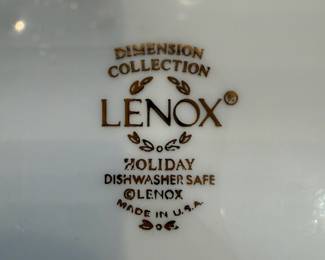 DIMENSION
COLLECTION
LENOX®
HOLIDAY
DISHWASHER SAFE
©LENOX
MADE IN U.S.A.